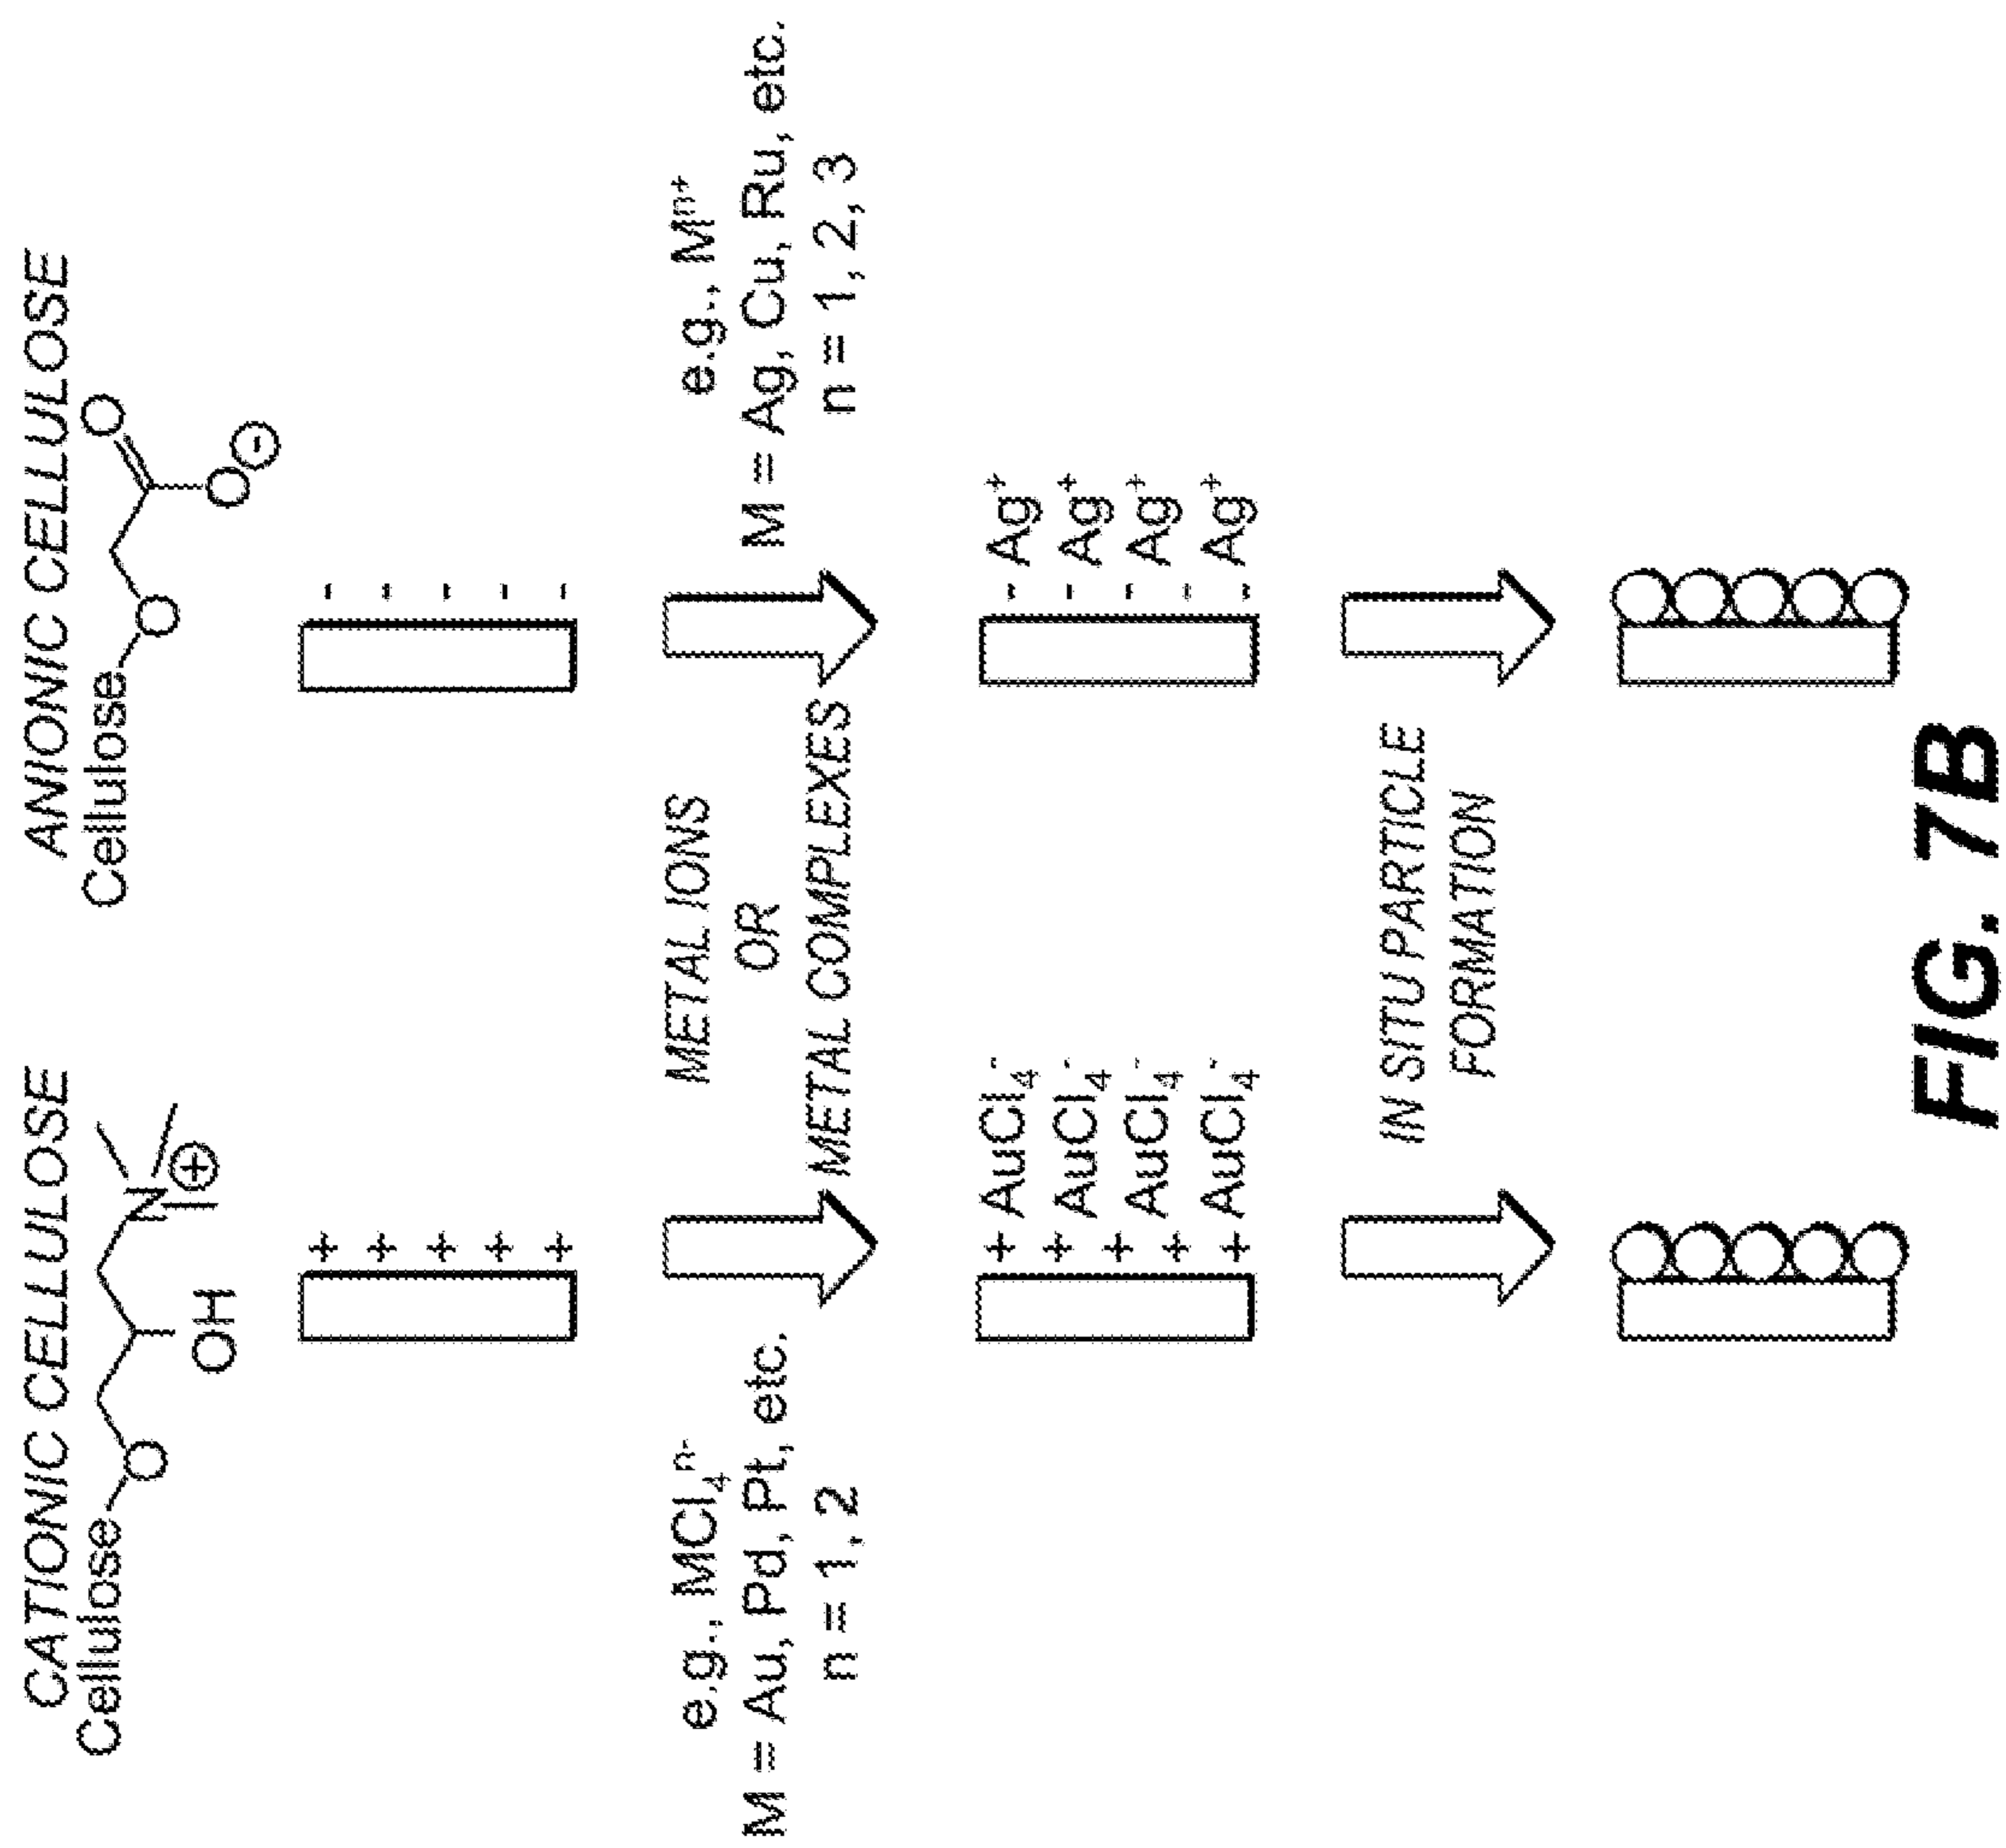 CATIONIC CELLULOSE
Cellulose
O
OH
N
+
ANIONIC CELLULOSE
Cellulose
O
O
O
-
+ + + + +
- - - - -
e.g., MCl₄ⁿ⁻
M = Au, Pd, Pt, etc.
n = 1, 2
METAL IONS
OR
METAL COMPLEXES
e.g., Mⁿ⁺
M = Ag, Cu, Ru, etc.
n = 1, 2, 3
+ + + + +
AuCl₄⁻
AuCl₄⁻
AuCl₄⁻
AuCl₄⁻
- - - - -
Ag⁺
Ag⁺
Ag⁺
Ag⁺
IN SITU PARTICLE
FORMATION
FIG. 7B